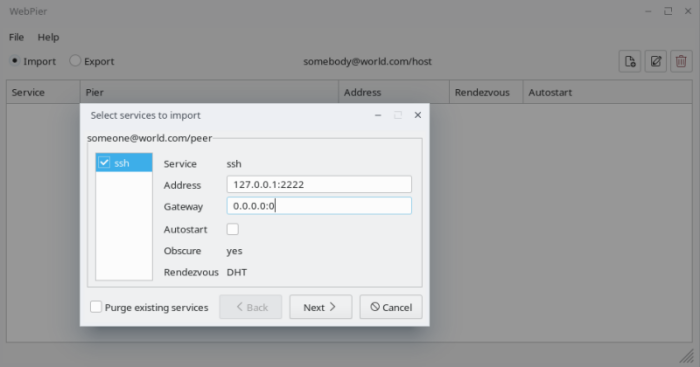 WebPier
File Help
Import Export somebody@world.com/host
Service Pier Address Rendezvous Autostart
Select services to import
someone@world.com/peer
ssh
Service ssh
Address 127.0.0.1:2222
Gateway 0.0.0.0:0
Autostart
Obscure yes
Rendezvous DHT
Purge existing services Back Next Cancel